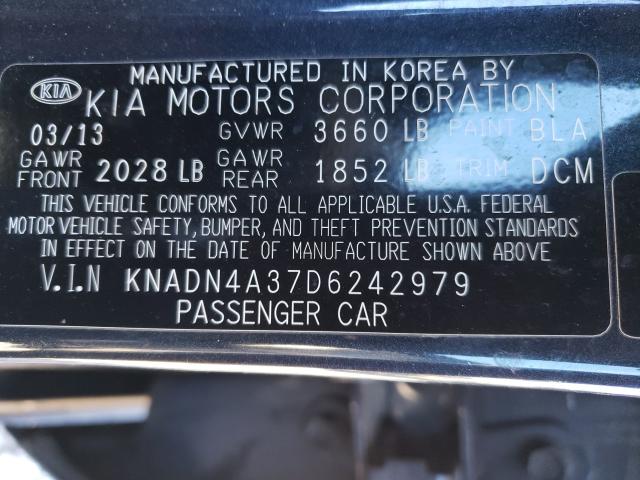 MANUFACTURED IN KOREA BY
KIA KIA MOTORS CORPORATION
03/13 GVWR 3660 LB PAINT BLA
GAWR FRONT 2028 LB GAWR REAR 1852 LB TRIM DCM
THIS VEHICLE CONFORMS TO ALL APPLICABLE U.S.A. FEDERAL
MOTOR VEHICLE SAFETY, BUMPER, AND THEFT PREVENTION STANDARDS
IN EFFECT ON THE DATE OF MANUFACTURE SHOWN ABOVE
V.I.N KNADN4A37D6242979
PASSENGER CAR